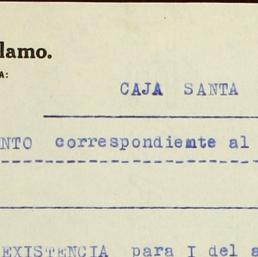 lamo.
A:
CAJA SANTA
NTO correspondiente al
EXISTENCIA para I del a